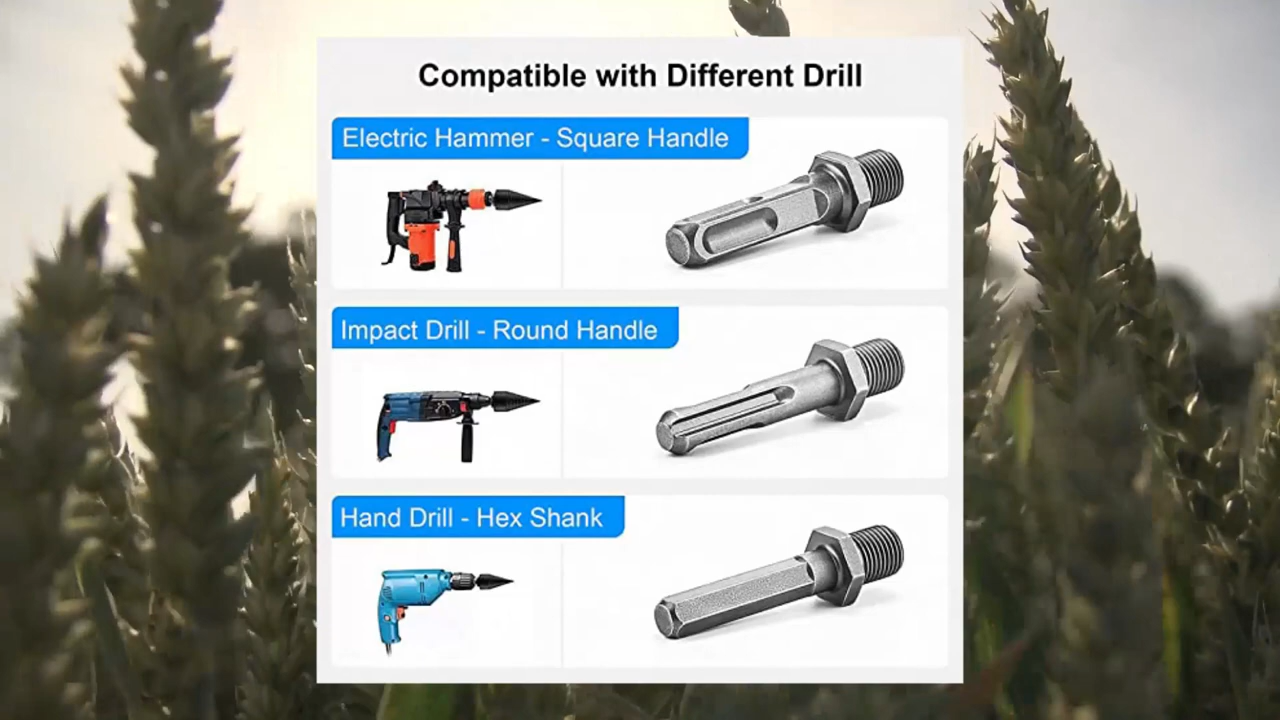 Compatible with Different Drill
Electric Hammer - Square Handle
Impact Drill - Round Handle
Hand Drill - Hex Shank